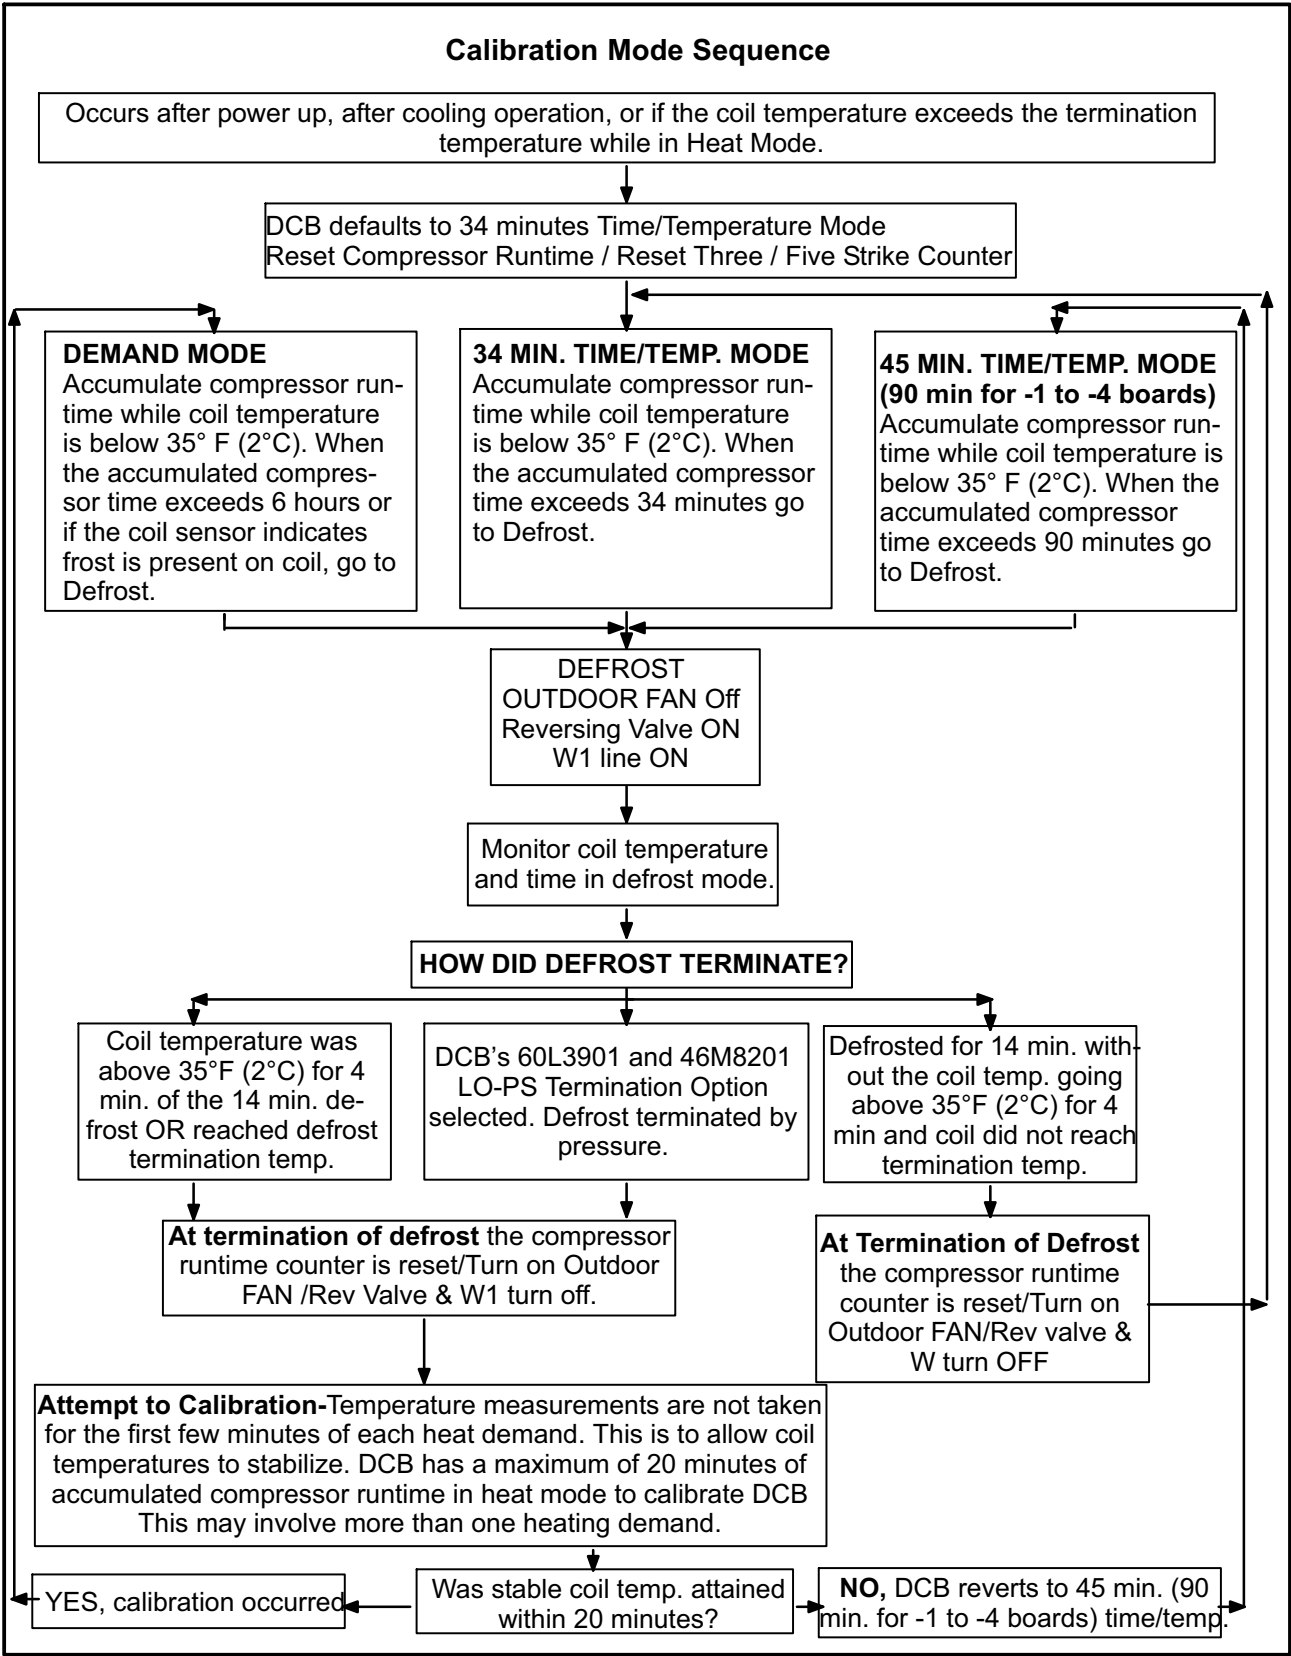 Calibration Mode Sequence
Occurs after power up, after cooling operation, or if the coil temperature exceeds the termination
temperature while in Heat Mode.
DCB defaults to 34 minutes Time/Temperature Mode
Reset Compressor Runtime / Reset Three / Five Strike Counter
DEMAND MODE
Accumulate compressor run-
time while coil temperature
is below 35° F (2°C). When
the accumulated compres-
sor time exceeds 6 hours or
if the coil sensor indicates
frost is present on coil, go to
Defrost.
34 MIN. TIME/TEMP. MODE
Accumulate compressor run-
time while coil temperature
is below 35° F (2°C). When
the accumulated compressor
time exceeds 34 minutes go
to Defrost.
45 MIN. TIME/TEMP. MODE
(90 min for -1 to -4 boards)
Accumulate compressor run-
time while coil temperature is
below 35° F (2°C). When the
accumulated compressor
time exceeds 90 minutes go
to Defrost.
DEFROST
OUTDOOR FAN Off
Reversing Valve ON
W1 line ON
Monitor coil temperature
and time in defrost mode.
HOW DID DEFROST TERMINATE?
Coil temperature was
above 35°F (2°C) for 4
min. of the 14 min. de-
frost OR reached defrost
termination temp.
DCB's 60L3901 and 46M8201
LO-PS Termination Option
selected. Defrost terminated by
pressure.
Defrosted for 14 min. with-
out the coil temp. going
above 35°F (2°C) for 4
min and coil did not reach
termination temp.
At termination of defrost the compressor
runtime counter is reset/Turn on Outdoor
FAN /Rev Valve & W1 turn off.
At Termination of Defrost
the compressor runtime
counter is reset/Turn on
Outdoor FAN/Rev valve &
W turn OFF
Attempt to Calibration-Temperature measurements are not taken
for the first few minutes of each heat demand. This is to allow coil
temperatures to stabilize. DCB has a maximum of 20 minutes of
accumulated compressor runtime in heat mode to calibrate DCB
This may involve more than one heating demand.
YES, calibration occurred
Was stable coil temp. attained
within 20 minutes?
NO, DCB reverts to 45 min. (90
min. for -1 to -4 boards) time/temp.